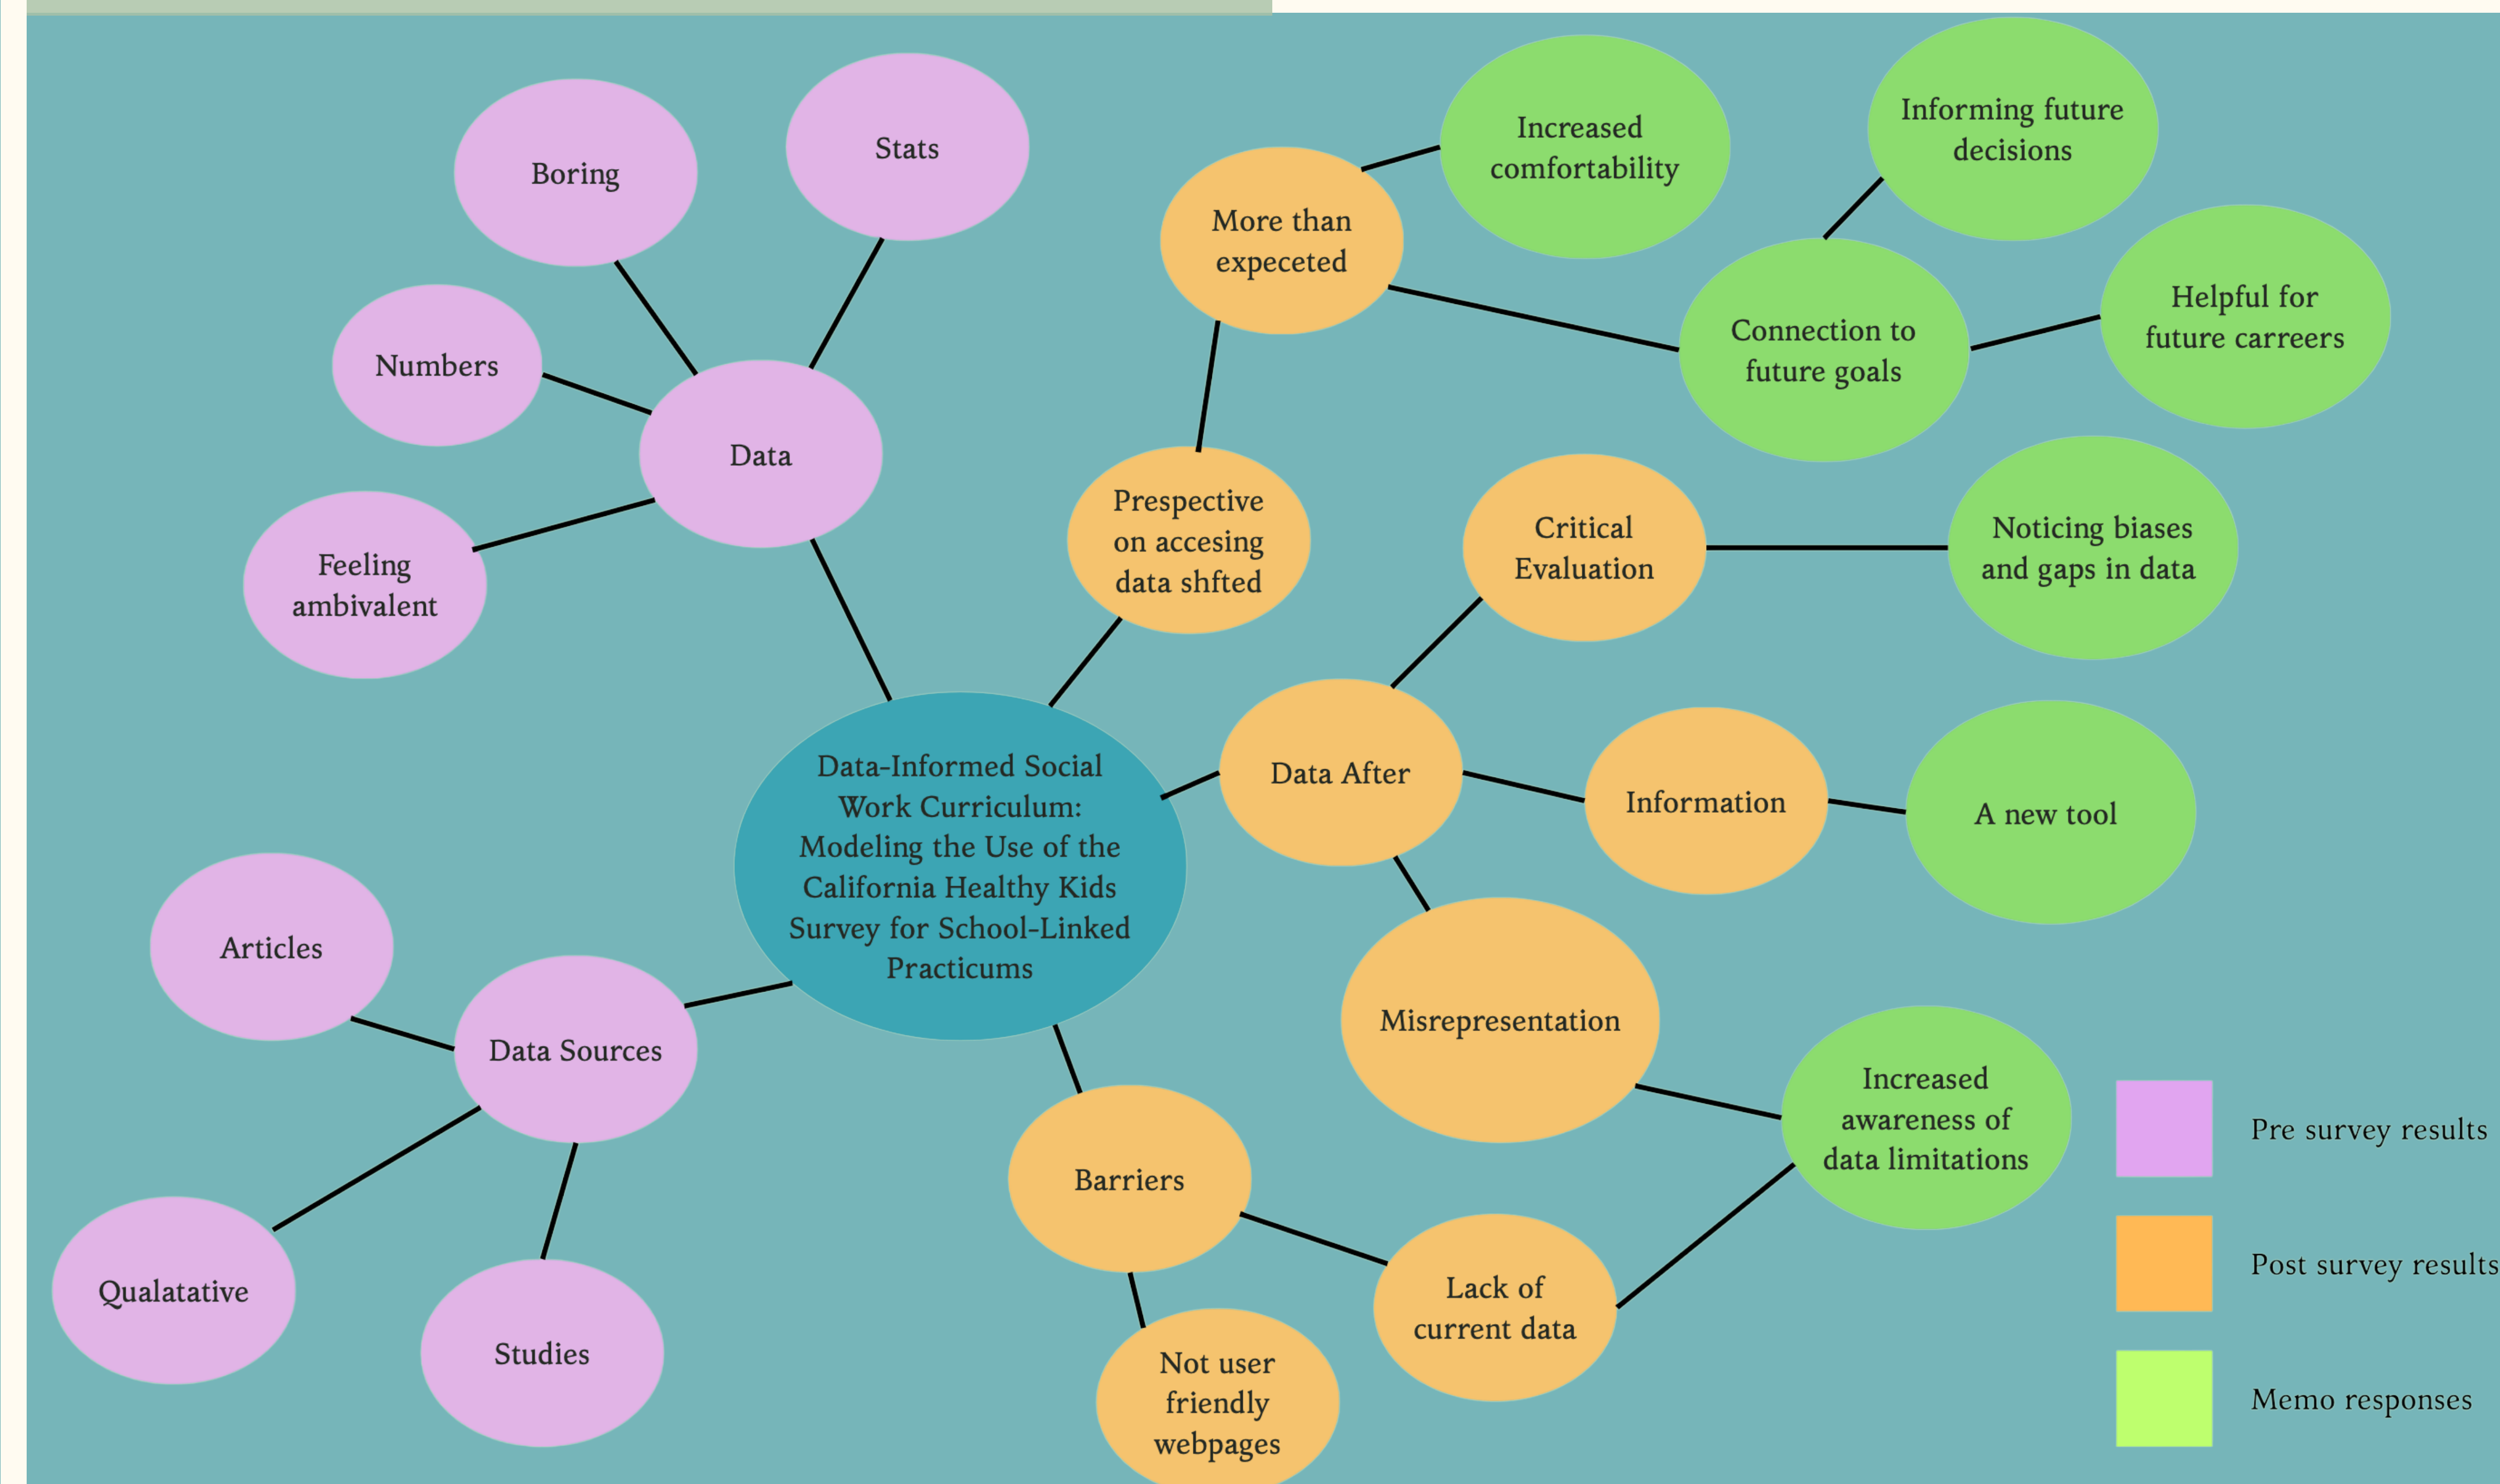 Boring
Stats
Numbers
Data
Feeling
ambivalent
More than
expeceted
Increased
comfortability
Informing future
decisions
Connection to
future goals
Helpful for
future carreers
Prespective
on accesing
data shfted
Critical
Evaluation
Noticing biases
and gaps in data
Data-Informed Social
Work Curriculum:
Modeling the Use of the
California Healthy Kids
Survey for School-Linked
Practicums
Data After
Information
A new tool
Misrepresentation
Increased
awareness of
data limitations
Articles
Data Sources
Qualatative
Studies
Barriers
Lack of
current data
Not user
friendly
webpages
Pre survey results
Post survey results
Memo responses